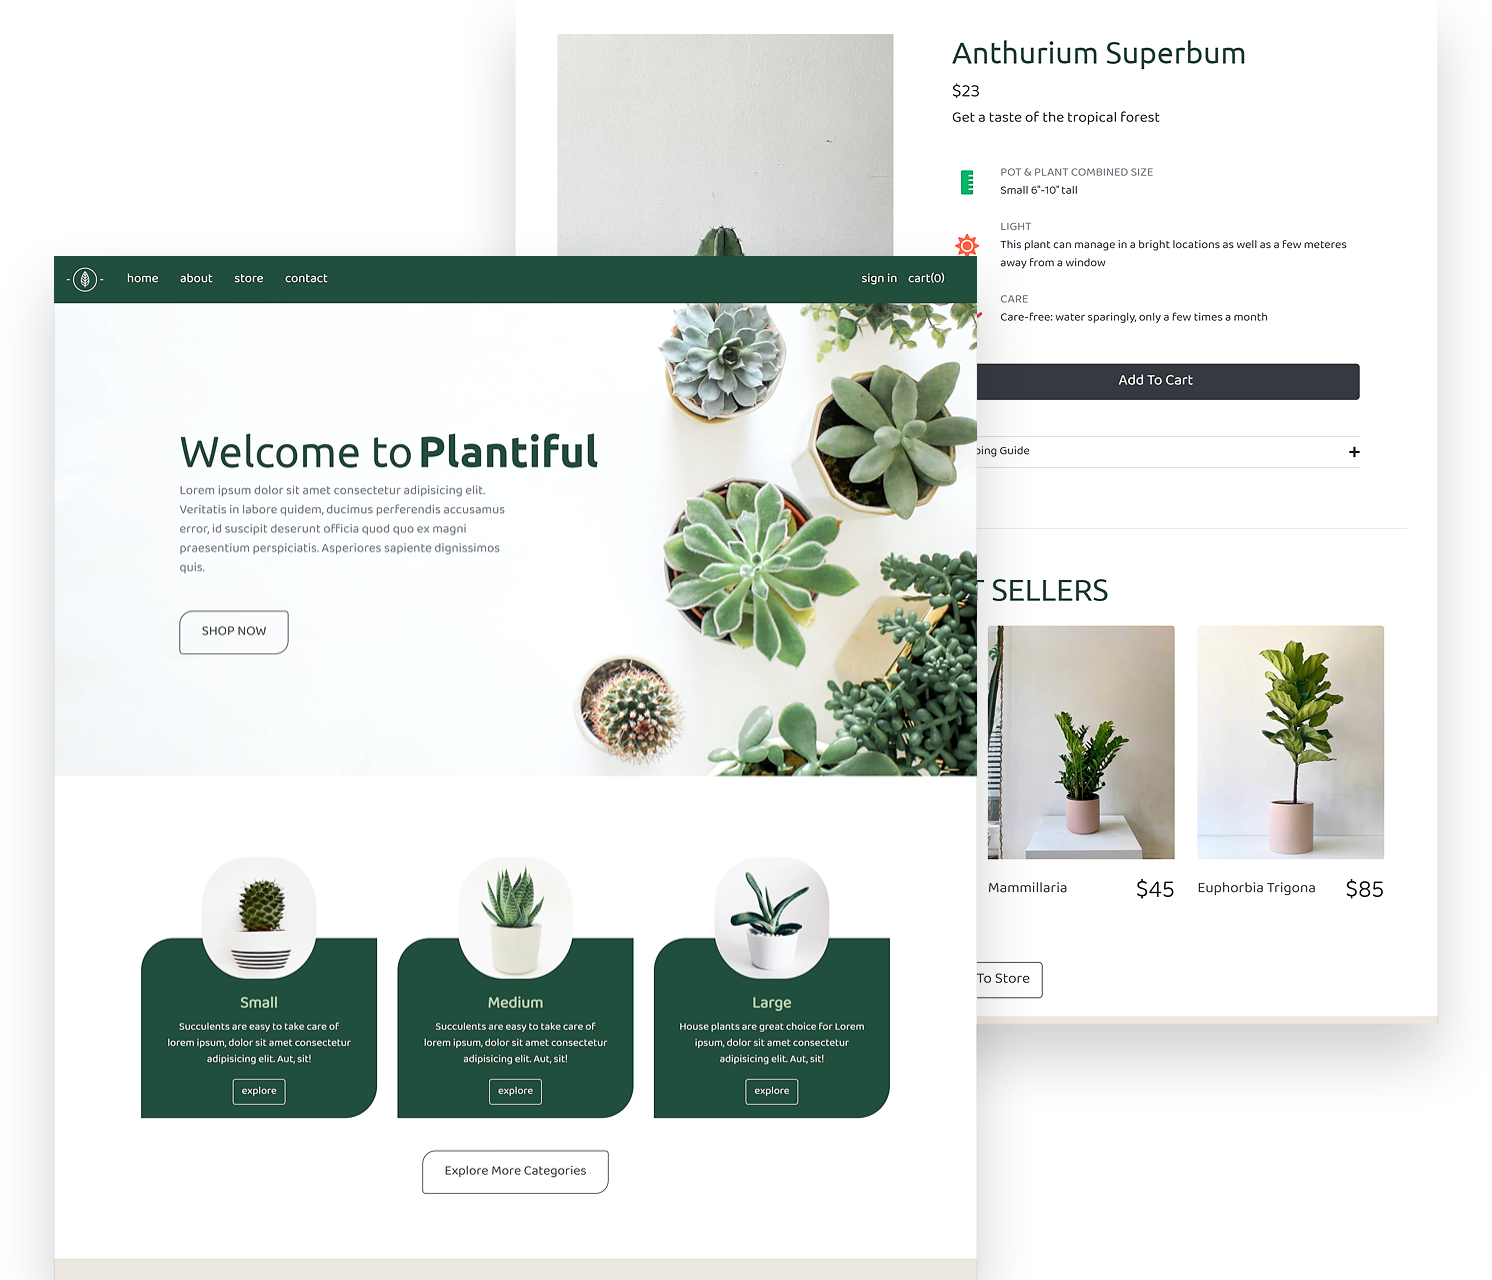 Anthurium Superbum
$23
Get a taste of the tropical forest
POT & PLANT COMBINED SIZE
Small 6"-10" tall
LIGHT
This plant can manage in a bright locations as well as a few meteres
away from a window
CARE
Care-free: water sparingly, only a few times a month
Add To Cart
Guide
SELLERS
Mammillaria $45
Euphorbia Trigona $85
To Store
home about store contact sign in cart(0)
Welcome to Plantiful
Lorem ipsum dolor sit amet consectetur adipisicing elit.
Veritatis in labore quidem, ducimus perferendis accusamus
error, id suscipit deserunt officia quod quo ex magni
praesentium perspiciatis. Asperiores sapiente dignissimos
quis.
SHOP NOW
Small
Succulents are easy to take care of
lorem ipsum, dolor sit amet consectetur
adipisicing elit. Aut, sit!
explore
Medium
Succulents are easy to take care of
lorem ipsum, dolor sit amet consectetur
adipisicing elit. Aut, sit!
explore
Large
House plants are great choice for Lorem
ipsum, dolor sit amet consectetur
adipisicing elit. Aut, sit!
explore
Explore More Categories